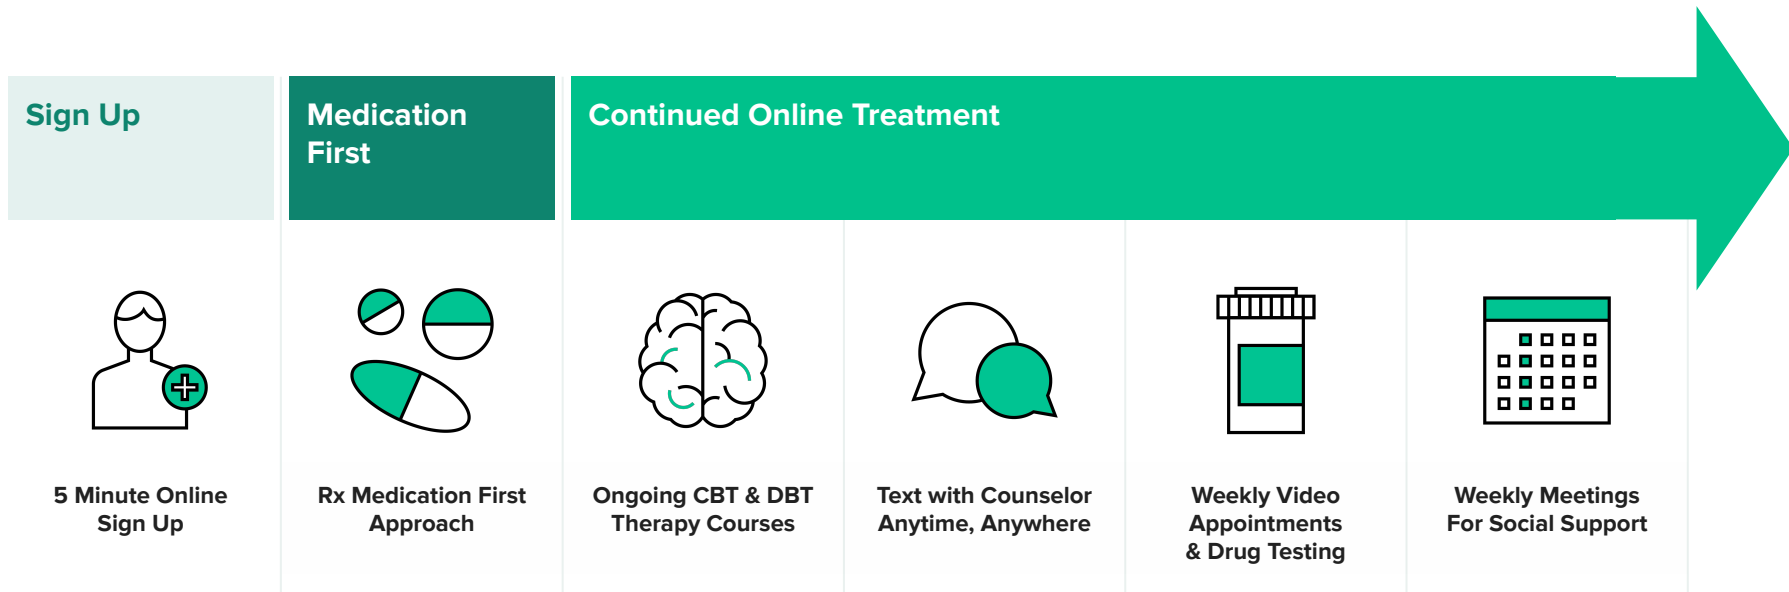 Sign Up
Medication
First
Continued Online Treatment
5 Minute Online
Sign Up
Rx Medication First
Approach
Ongoing CBT & DBT
Therapy Courses
Text with Counselor
Anytime, Anywhere
Weekly Video
Appointments
& Drug Testing
Weekly Meetings
For Social Support